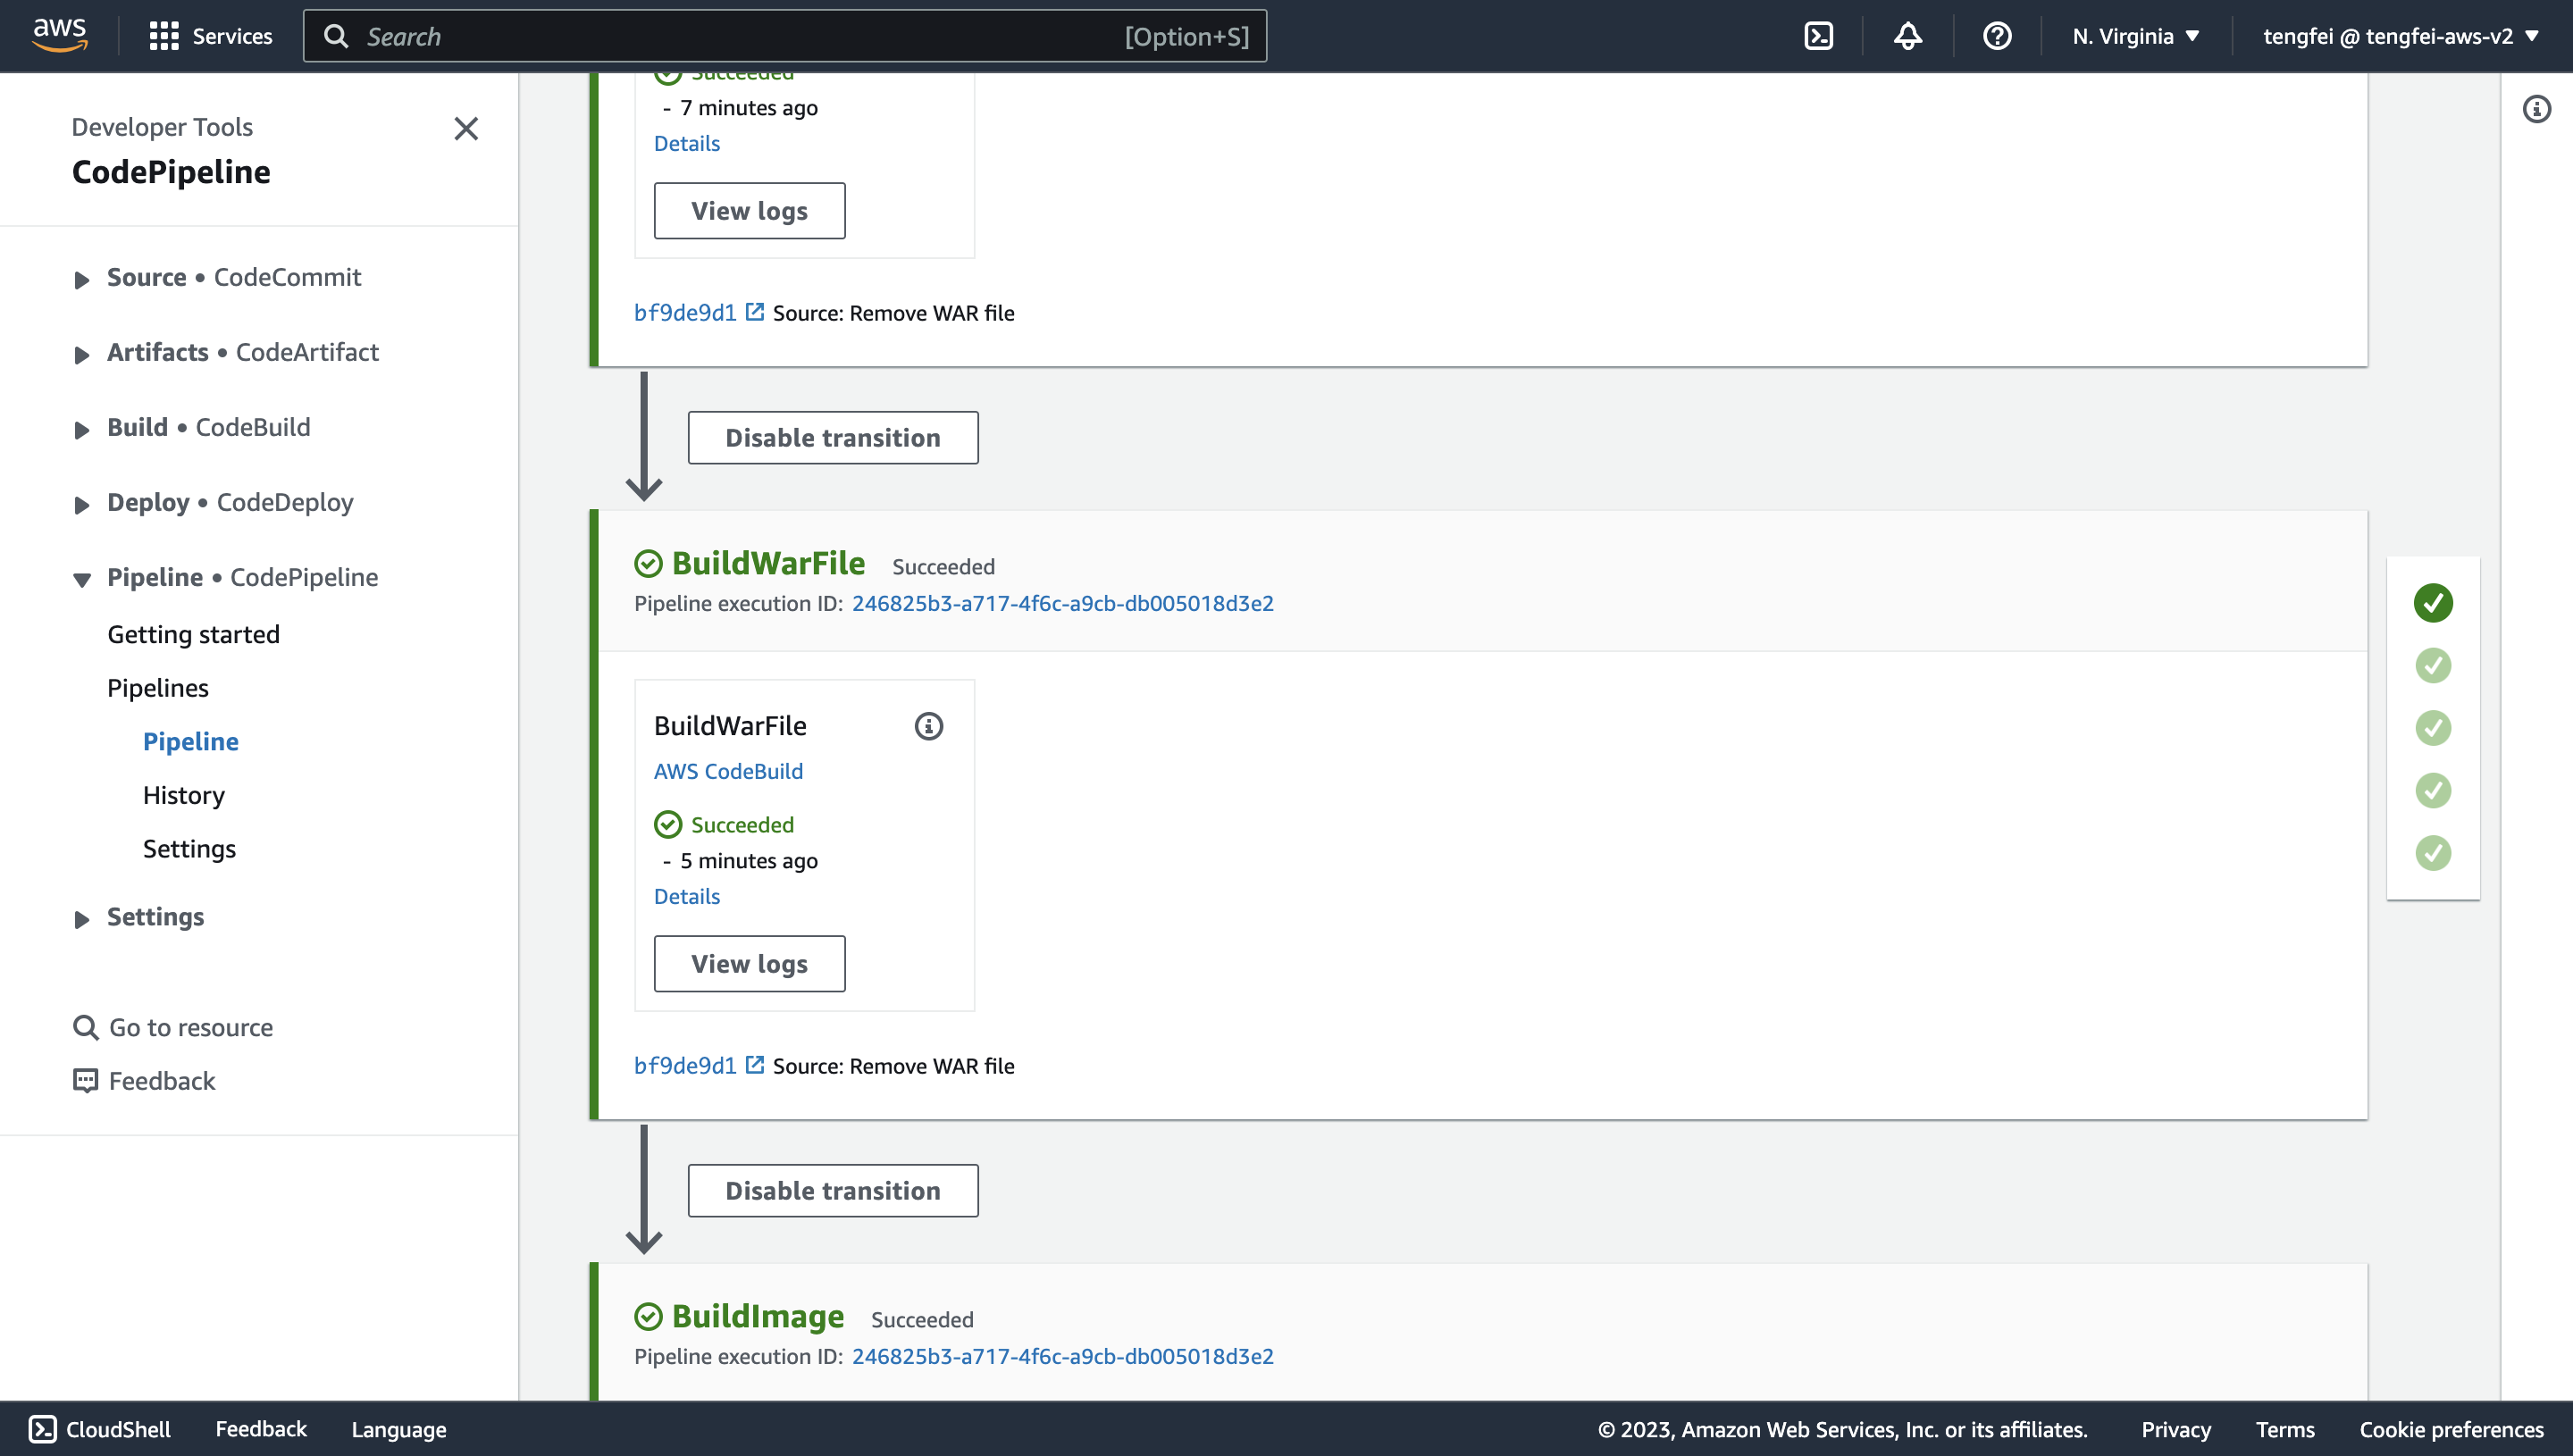 aws
Services
Search
[Option+S]
N. Virginia
tengfei @ tengfei-aws-v2
Developer Tools
CodePipeline
Source • CodeCommit
Artifacts • CodeArtifact
Build • CodeBuild
Deploy • CodeDeploy
Pipeline • CodePipeline
Getting started
Pipelines
Pipeline
History
Settings
Settings
Go to resource
Feedback
Succeeded
- 7 minutes ago
Details
View logs
bf9de9d1 Source: Remove WAR file
Disable transition
BuildWarFile Succeeded
Pipeline execution ID: 246825b3-a717-4f6c-a9cb-db005018d3e2
BuildWarFile
AWS CodeBuild
Succeeded
- 5 minutes ago
Details
View logs
bf9de9d1 Source: Remove WAR file
Disable transition
BuildImage Succeeded
Pipeline execution ID: 246825b3-a717-4f6c-a9cb-db005018d3e2
CloudShell
Feedback
Language
© 2023, Amazon Web Services, Inc. or its affiliates.
Privacy
Terms
Cookie preferences